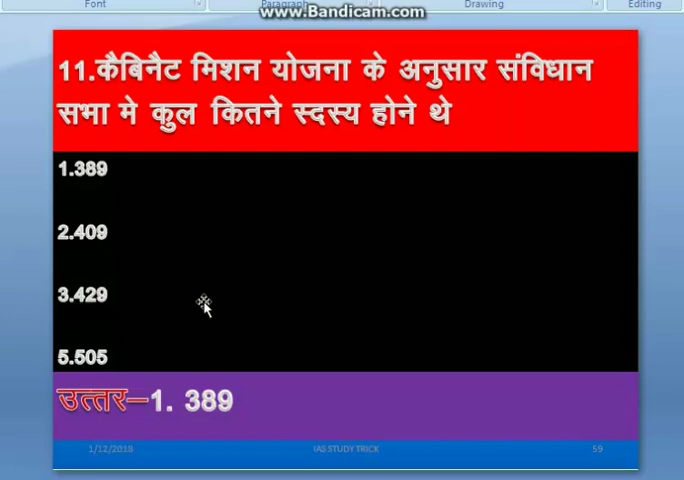 Font Paragraph Drawing Editing
www.Bandicam.com
11.कैबिनैट मिशन योजना के अनुसार संविधान
सभा मे कुल कितने स्दस्य होने थे
1.389
2.409
3.429
5.505
उत्तर–1. 389
1/12/2018 IAS STUDY TRICK 59